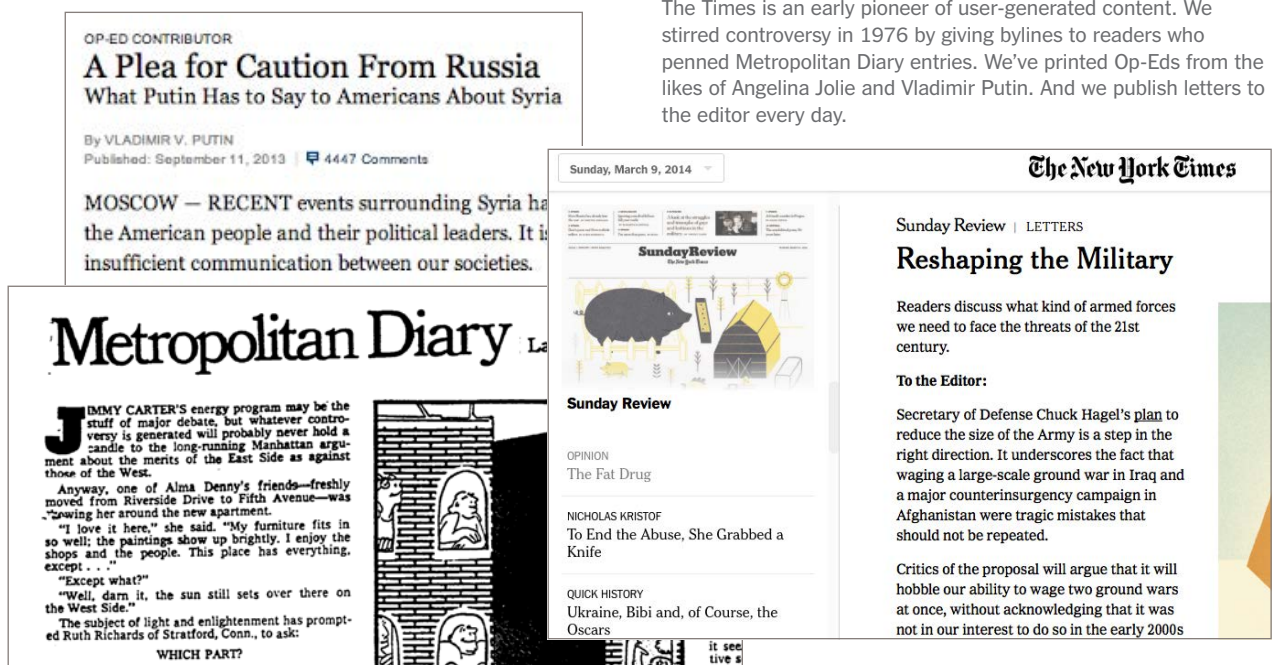 The Times is an early pioneer of user-generated content. We
stirred controversy in 1976 by giving bylines to readers who
penned Metropolitan Diary entries. We’ve printed Op-Eds from the
likes of Angelina Jolie and Vladimir Putin. And we publish letters to
the editor every day.
OP-ED CONTRIBUTOR
A Plea for Caution From Russia
What Putin Has to Say to Americans About Syria
By VLADIMIR V. PUTIN
Published: September 11, 2013 | 4447 Comments
MOSCOW — RECENT events surrounding Syria ha
the American people and their political leaders. It is
insufficient communication between our societies.
Metropolitan Diary La
JIMMY CARTER'S energy program may be the
stuff of major debate, but whatever contro-
versy is generated will probably never hold a
candle to the long-running Manhattan argu-
ment about the merits of the East Side as against
those of the West.
Anyway, one of Alma Denny's friends—freshly
moved from Riverside Drive to Fifth Avenue—was
showing her around the new apartment.
"I love it here," she said. "My furniture fits in
so well; the paintings show up brightly. I enjoy the
shops and the people. This place has everything,
except . . ."
"Except what?"
"Well, darn it, the sun still sets over there on
the West Side."
The subject of light and enlightenment has prompt-
ed Ruth Richards of Stratford, Conn., to ask:
WHICH PART?
it see
tive s
Sunday, March 9, 2014
The New York Times
SundayReview
The New York Times
Sunday Review
OPINION
The Fat Drug
NICHOLAS KRISTOF
To End the Abuse, She Grabbed a
Knife
QUICK HISTORY
Ukraine, Bibi and, of Course, the
Oscars
Sunday Review | LETTERS
Reshaping the Military
Readers discuss what kind of armed forces
we need to face the threats of the 21st
century.
To the Editor:
Secretary of Defense Chuck Hagel’s plan to
reduce the size of the Army is a step in the
right direction. It underscores the fact that
waging a large-scale ground war in Iraq and
a major counterinsurgency campaign in
Afghanistan were tragic mistakes that
should not be repeated.
Critics of the proposal will argue that it will
hobble our ability to wage two ground wars
at once, without acknowledging that it was
not in our interest to do so in the early 2000s